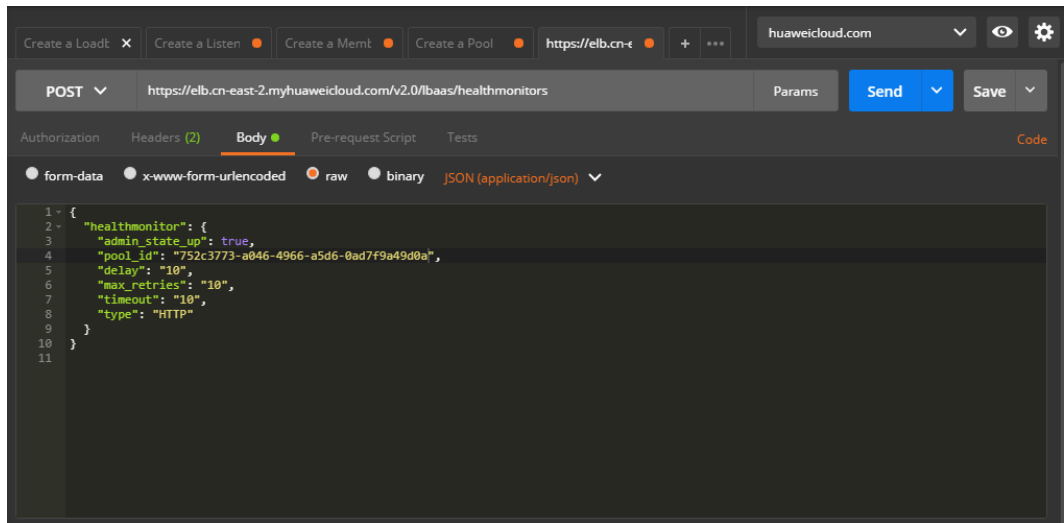 Create a Loadb
Create a Listen
Create a Memb
Create a Pool
https://elb.cn-e
+
huaweicloud.com
POST
https://elb.cn-east-2.myhuaweicloud.com/v2.0/lbaas/healthmonitors
Params
Send
Save
Authorization
Headers (2)
Body
Pre-request Script
Tests
Code
form-data
x-www-form-urlencoded
raw
binary
JSON (application/json)
1 {
2 "healthmonitor": {
3 "admin_state_up": true,
4 "pool_id": "752c3773-a046-4966-a5d6-0ad7f9a49d0a",
5 "delay": "10",
6 "max_retries": "10",
7 "timeout": "10",
8 "type": "HTTP"
9 }
10 }
11